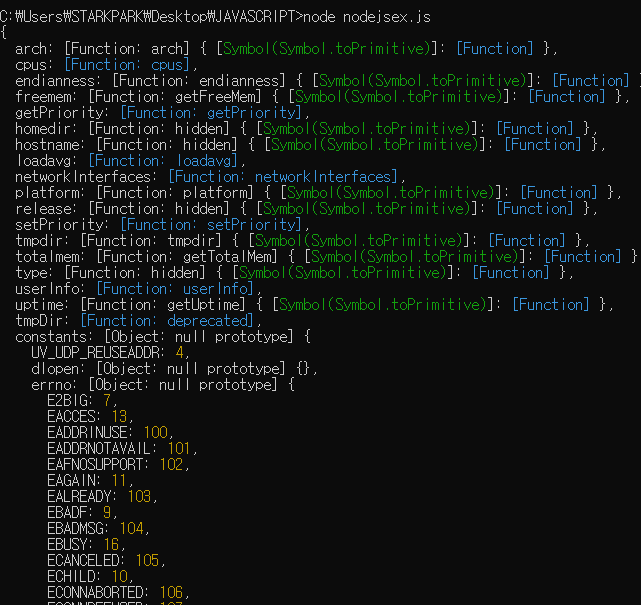 C:₩Users₩STARKPARK₩Desktop₩JAVASCRIPT>node nodejsex.js
{
  arch: [Function: arch] { [Symbol(Symbol.toPrimitive)]: [Function] },
  cpus: [Function: cpus],
  endianness: [Function: endianness] { [Symbol(Symbol.toPrimitive)]: [Function] }
  freemem: [Function: getFreeMem] { [Symbol(Symbol.toPrimitive)]: [Function] },
  getPriority: [Function: getPriority],
  homedir: [Function: hidden] { [Symbol(Symbol.toPrimitive)]: [Function] },
  hostname: [Function: hidden] { [Symbol(Symbol.toPrimitive)]: [Function] },
  loadavg: [Function: loadavg],
  networkInterfaces: [Function: networkInterfaces],
  platform: [Function: platform] { [Symbol(Symbol.toPrimitive)]: [Function] },
  release: [Function: hidden] { [Symbol(Symbol.toPrimitive)]: [Function] },
  setPriority: [Function: setPriority],
  tmpdir: [Function: tmpdir] { [Symbol(Symbol.toPrimitive)]: [Function] },
  totalmem: [Function: getTotalMem] { [Symbol(Symbol.toPrimitive)]: [Function] }
  type: [Function: hidden] { [Symbol(Symbol.toPrimitive)]: [Function] },
  userInfo: [Function: userInfo],
  uptime: [Function: getUptime] { [Symbol(Symbol.toPrimitive)]: [Function] },
  tmpDir: [Function: deprecated],
  constants: [Object: null prototype] {
    UV_UDP_REUSEADDR: 4,
    dlopen: [Object: null prototype] {},
    errno: [Object: null prototype] {
      E2BIG: 7,
      EACCES: 13,
      EADDRINUSE: 100,
      EADDRNOTAVAIL: 101,
      EAFNOSUPPORT: 102,
      EAGAIN: 11,
      EALREADY: 103,
      EBADF: 9,
      EBADMSG: 104,
      EBUSY: 16,
      ECANCELED: 105,
      ECHILD: 10,
      ECONNABORTED: 106,